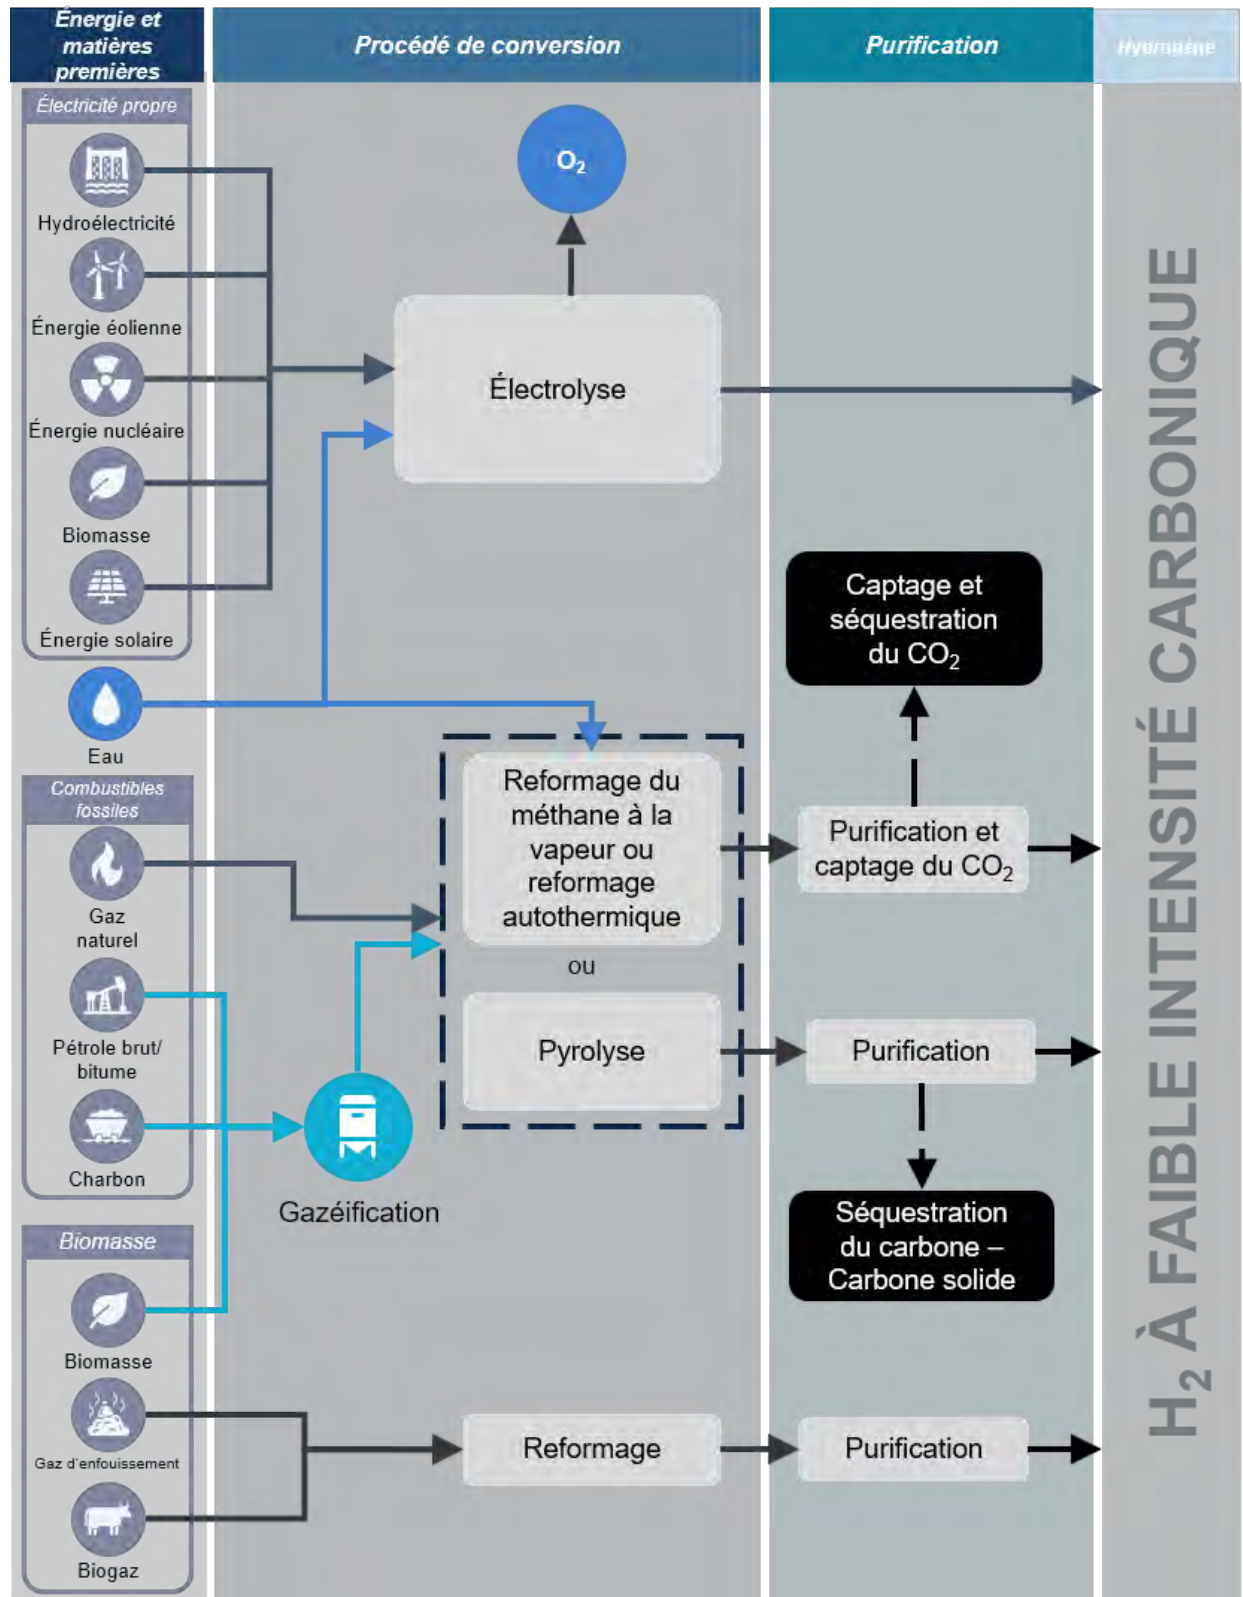 Énergie et
matières
premières
Procédé de conversion
Purification
Hydrogène
Électricité propre
Hydroélectricité
Énergie éolienne
Énergie nucléaire
Biomasse
Énergie solaire
Eau
Combustibles
fossiles
Gaz
naturel
Pétrole brut/
bitume
Charbon
Biomasse
Biomasse
Gaz d'enfouissement
Biogaz
O₂
Électrolyse
Reformage du
méthane à la
vapeur ou
reformage
autothermique
ou
Pyrolyse
Gazéification
Reformage
Captage et
séquestration
du CO₂
Purification et
captage du CO₂
Purification
Séquestration
du carbone –
Carbone solide
Purification
H₂ À FAIBLE INTENSITÉ CARBONIQUE